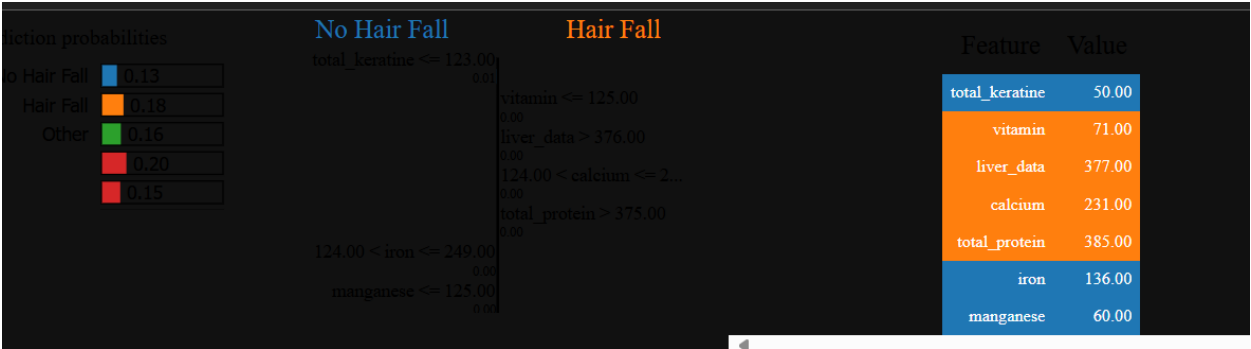 diction probabilities
No Hair Fall 0.13
Hair Fall 0.18
Other 0.16
0.20
0.15
No Hair Fall Hair Fall
total_keratine <= 123.00
0.01
vitamin <= 125.00
0.00
liver_data > 376.00
0.00
124.00 < calcium <= 2...
0.00
total_protein > 375.00
0.00
124.00 < iron <= 249.00
0.00
manganese <= 125.00
0.00
Feature Value
total_keratine 50.00
vitamin 71.00
liver_data 377.00
calcium 231.00
total_protein 385.00
iron 136.00
manganese 60.00